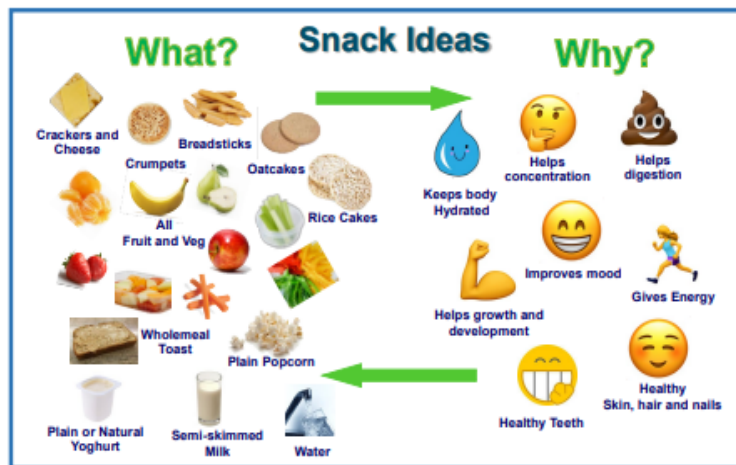 Snack Ideas
What?
Why?
Crackers and
Cheese
Crumpets
Breadsticks
Oatcakes
Rice Cakes
All
Fruit and Veg
Wholemeal
Toast
Plain Popcorn
Plain or Natural
Yoghurt
Semi-skimmed
Milk
Water
Keeps body
Hydrated
Helps
concentration
Helps
digestion
Improves mood
Gives Energy
Helps growth and
development
Healthy Teeth
Healthy
Skin, hair and nails